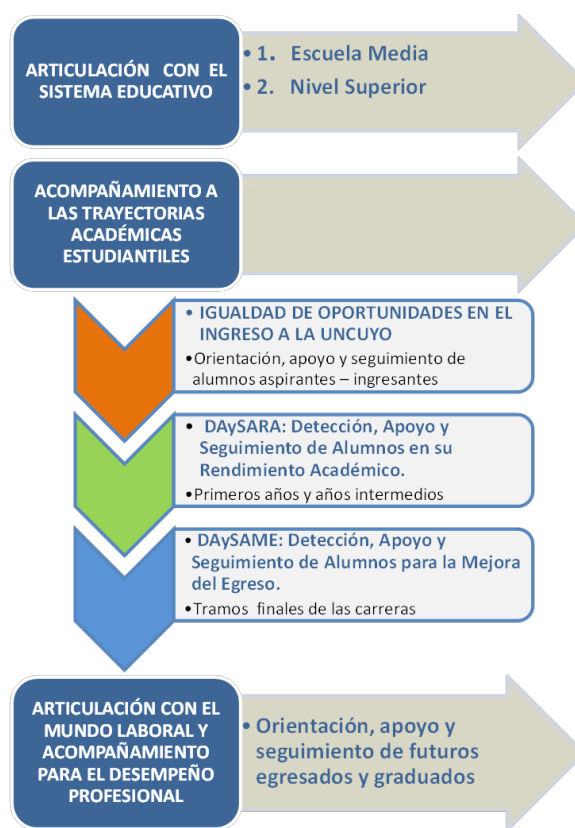 ARTICULACIÓN CON EL
SISTEMA EDUCATIVO
• 1. Escuela Media
• 2. Nivel Superior
ACOMPAÑAMIENTO A
LAS TRAYECTORIAS
ACADÉMICAS
ESTUDIANTILES
• IGUALDAD DE OPORTUNIDADES EN EL
INGRESO A LA UNCUYO
•Orientación, apoyo y seguimiento de
alumnos aspirantes – ingresantes
• DAySARA: Detección, Apoyo y
Seguimiento de Alumnos en su
Rendimiento Académico.
•Primeros años y años intermedios
•DAySAME: Detección, Apoyo y
Seguimiento de Alumnos para la Mejora
del Egreso.
•Tramos finales de las carreras
ARTICULACIÓN CON EL
MUNDO LABORAL Y
ACOMPAÑAMIENTO
PARA EL DESEMPEÑO
PROFESIONAL
• Orientación, apoyo y
seguimiento de futuros
egresados y graduados